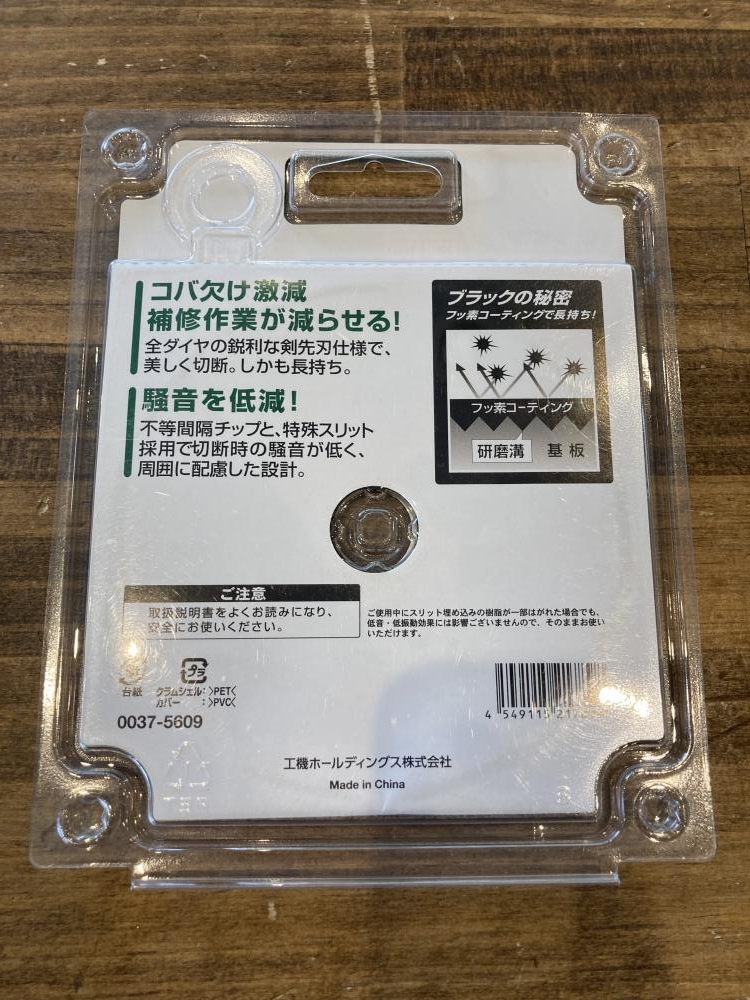 コバ欠け激減
補修作業が減らせる!
全ダイヤの鋭利な剣先刃仕様で、
美しく切断。しかも長持ち。
騒音を低減!
不等間隔チップと、特殊スリット
採用で切断時の騒音が低く、
周囲に配慮した設計。
ブラックの秘密
フッ素コーティングで長持ち!
フッ素コーティング
研磨溝 基板
ご注意
取扱説明書をよくお読みになり、
安全にお使いください。
ご使用中にスリット埋め込みの樹脂が一部はがれた場合でも、
低音・低振動効果には影響ございませんので、そのままお使い
いただけます。
紙
プラ
台紙 クラムシェル:>PET<
カバー :>PVC<
0037-5609
4 549115
工機ホールディングス株式会社
Made in China